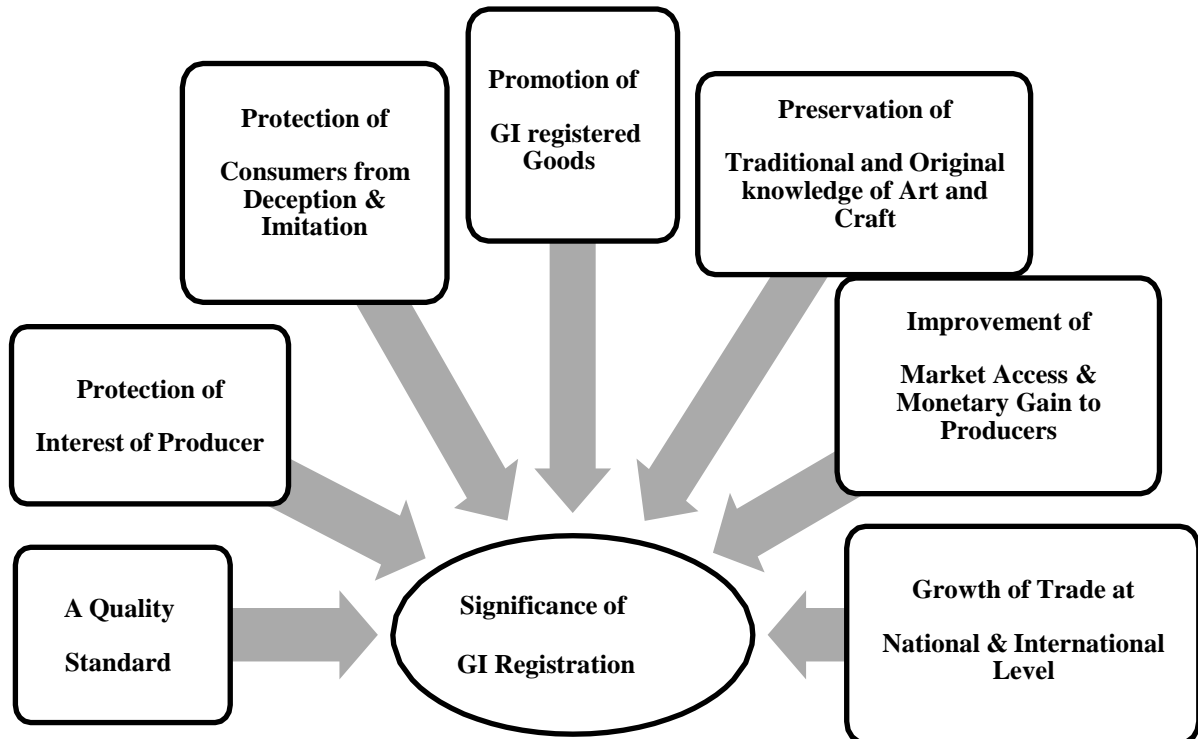 Promotion of
GI registered
Goods
Protection of
Consumers from
Deception &
Imitation
Preservation of
Traditional and Original
knowledge of Art and
Craft
Protection of
Interest of Producer
Improvement of
Market Access &
Monetary Gain to
Producers
A Quality
Standard
Significance of
GI Registration
Growth of Trade at
National & International
Level